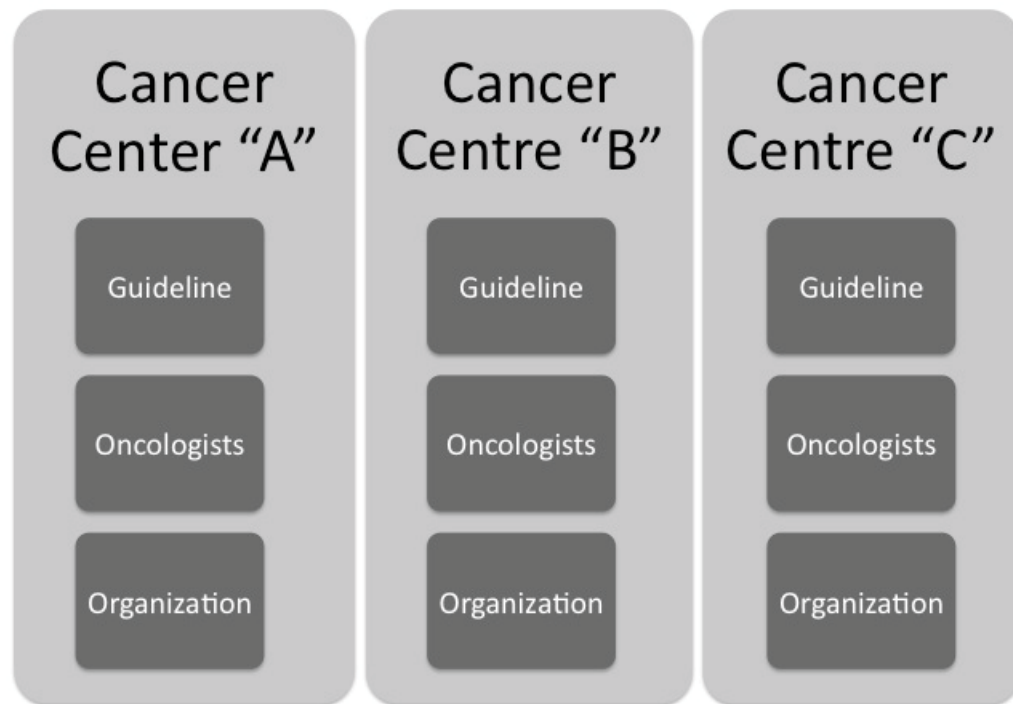 Cancer
Center “A”
Guideline
Oncologists
Organization
Cancer
Centre “B”
Guideline
Oncologists
Organization
Cancer
Centre “C”
Guideline
Oncologists
Organization